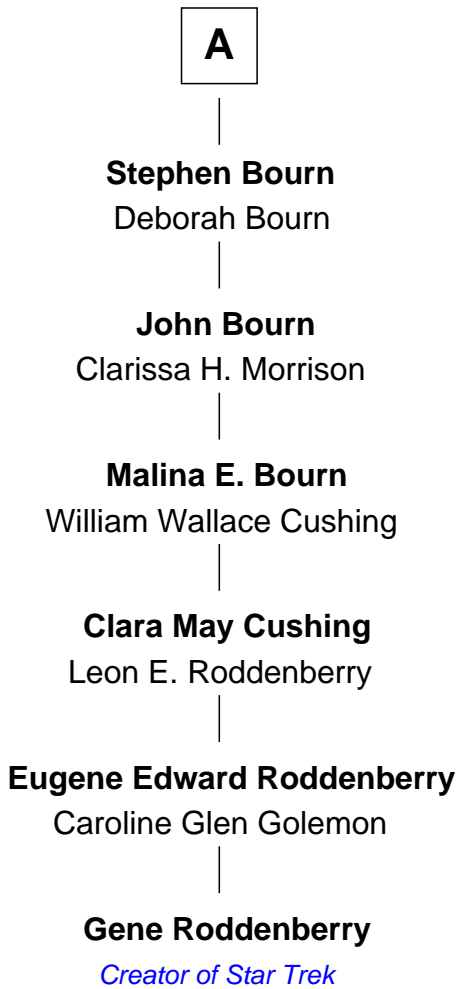 A
Stephen Bourn
Deborah Bourn
John Bourn
Clarissa H. Morrison
Malina E. Bourn
William Wallace Cushing
Clara May Cushing
Leon E. Roddenberry
Eugene Edward Roddenberry
Caroline Glen Golemon
Gene Roddenberry
Creator of Star Trek